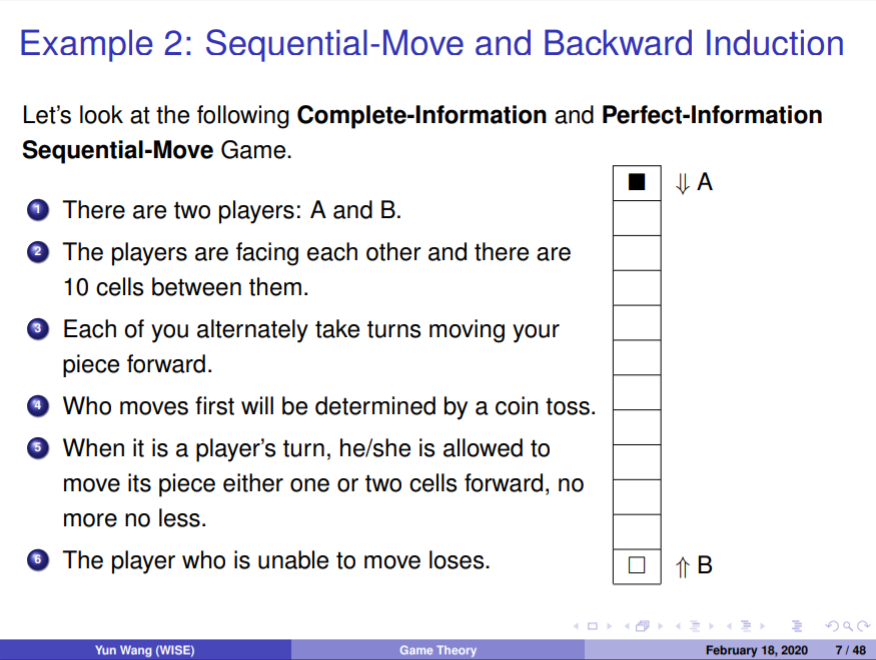 Example 2: Sequential-Move and Backward Induction
Let's look at the following Complete-Information and Perfect-Information
Sequential-Move Game.
1 There are two players: A and B.
2 The players are facing each other and there are
10 cells between them.
3 Each of you alternately take turns moving your
piece forward.
4 Who moves first will be determined by a coin toss.
5 When it is a player's turn, he/she is allowed to
move its piece either one or two cells forward, no
more no less.
6 The player who is unable to move loses.
⇓ A
⇑ B
Yun Wang (WISE)
Game Theory
February 18, 2020
7 / 48